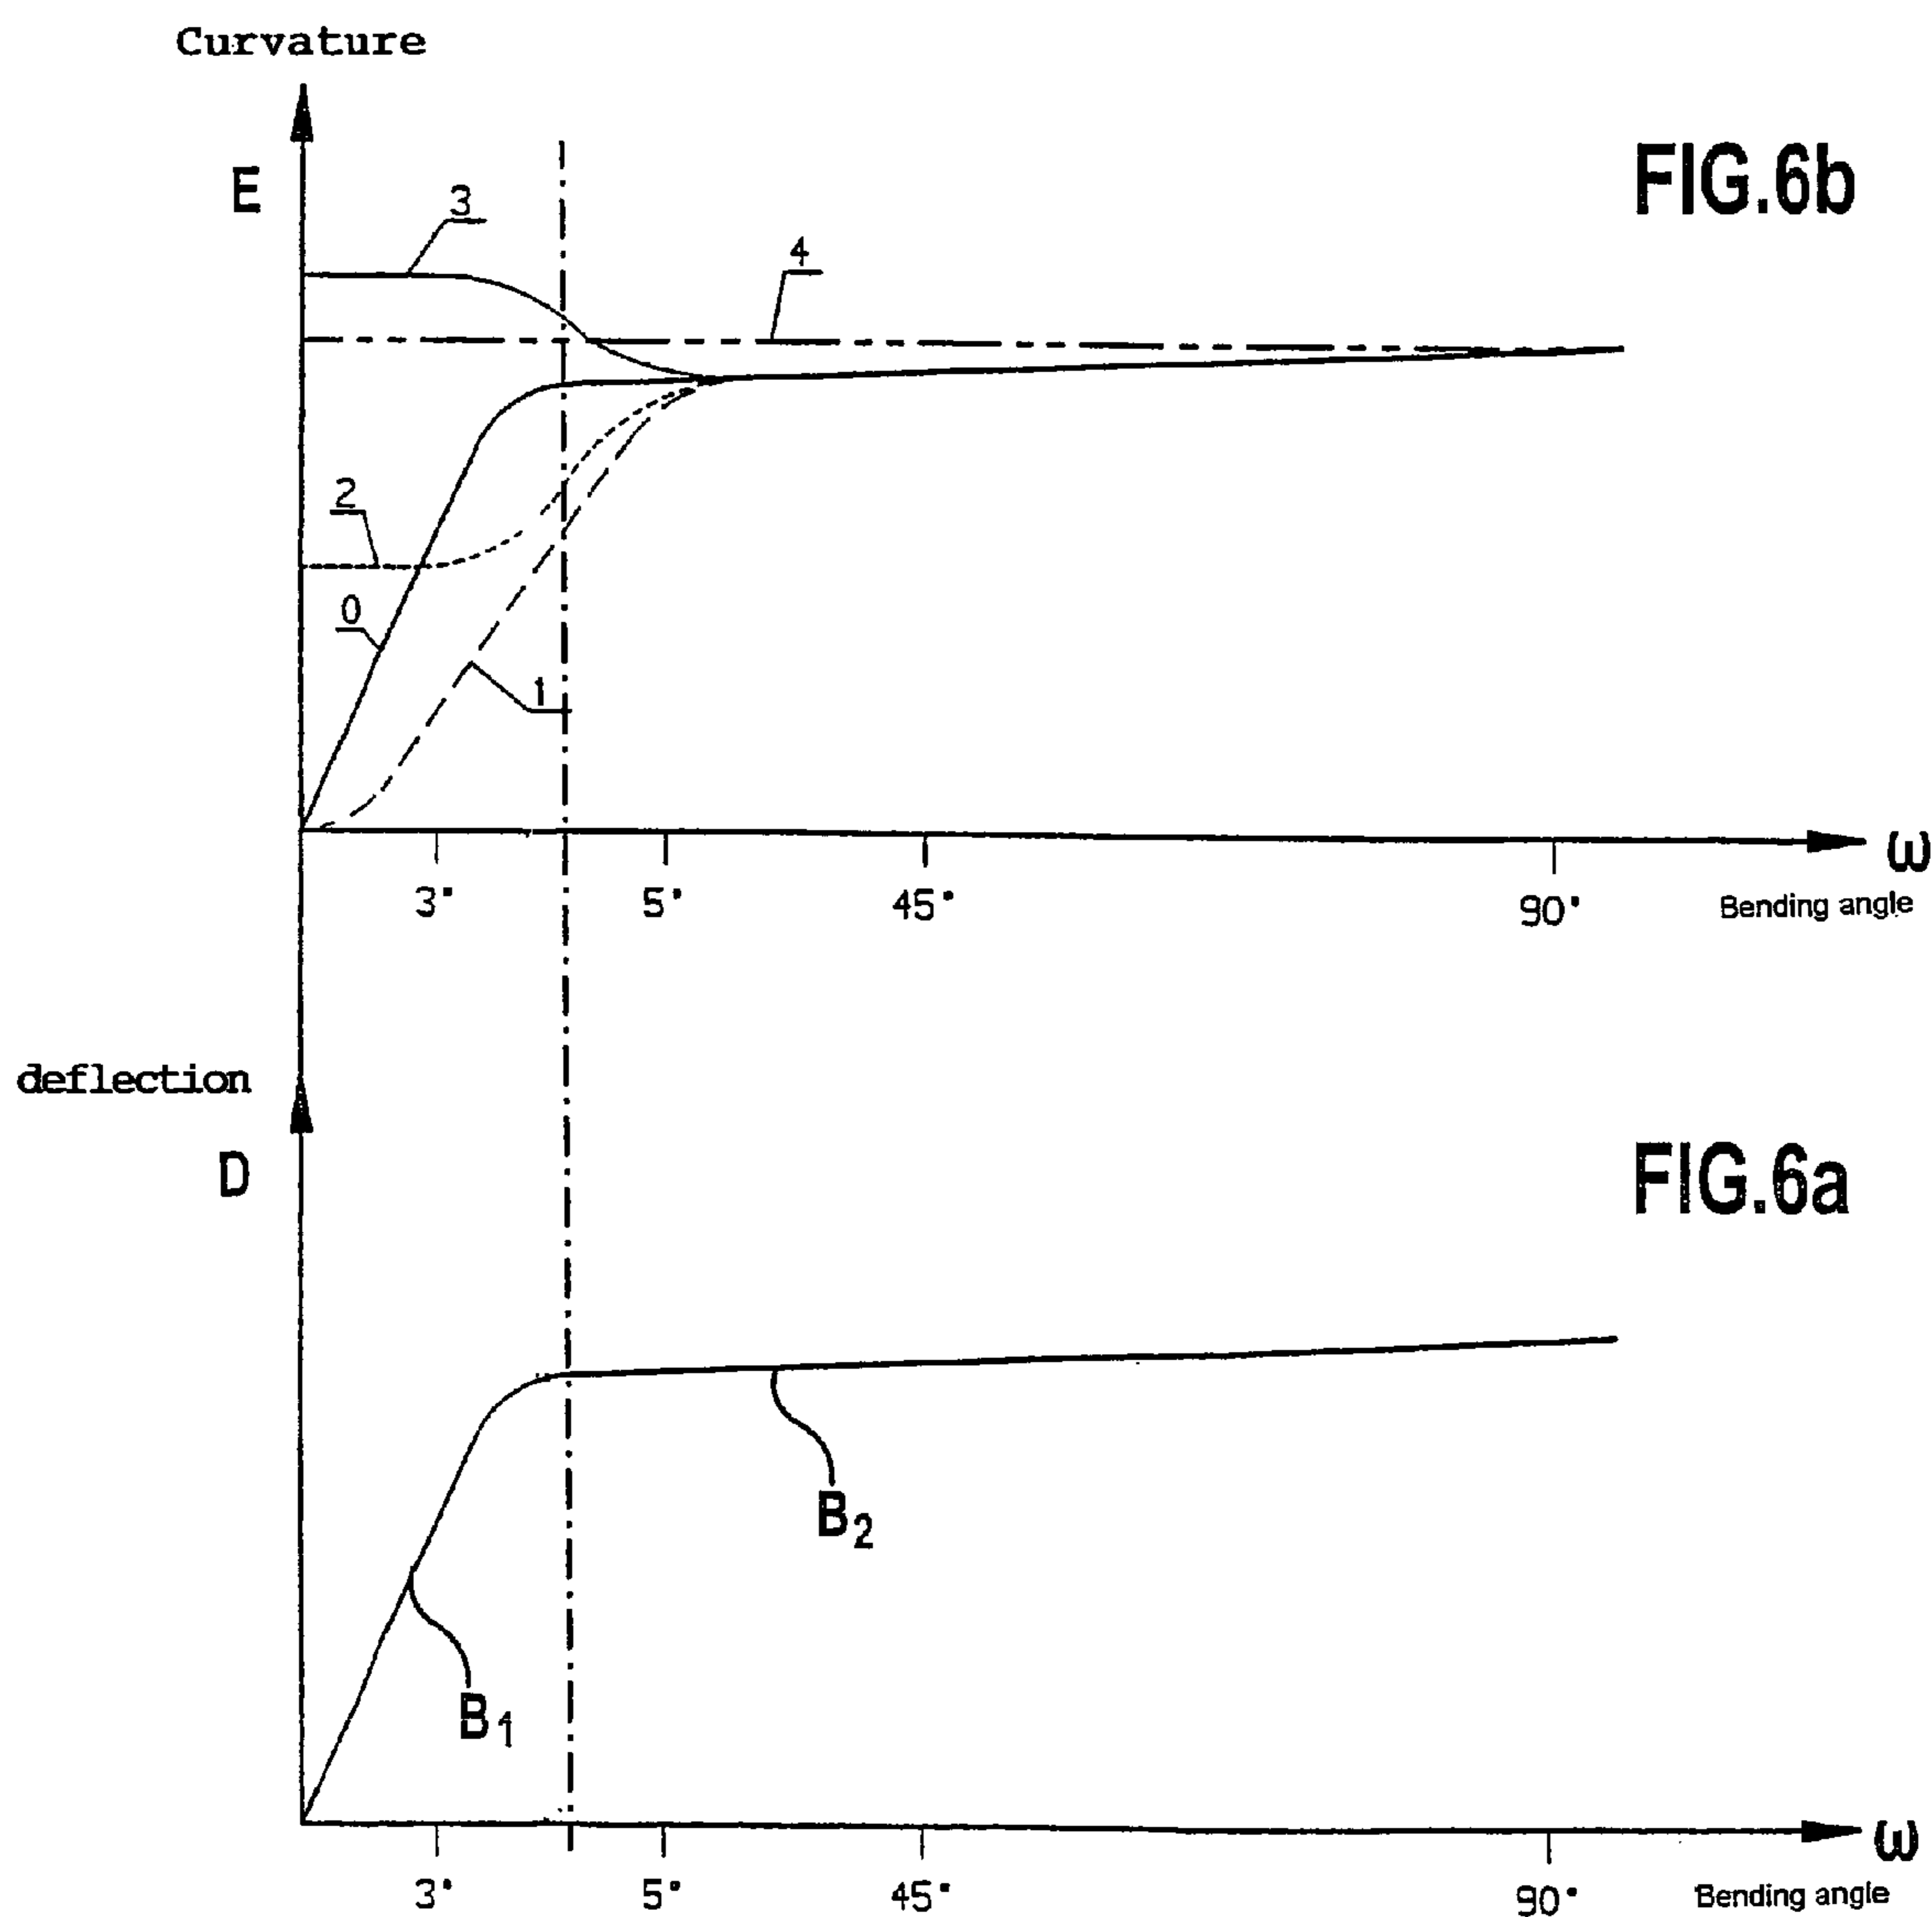 Curvature
E
FIG.6b
3
4
2
0
1
ω
3° 5° 45° 90°
Bending angle
deflection
D
FIG.6a
B2
B1
ω
3° 5° 45° 90°
Bending angle